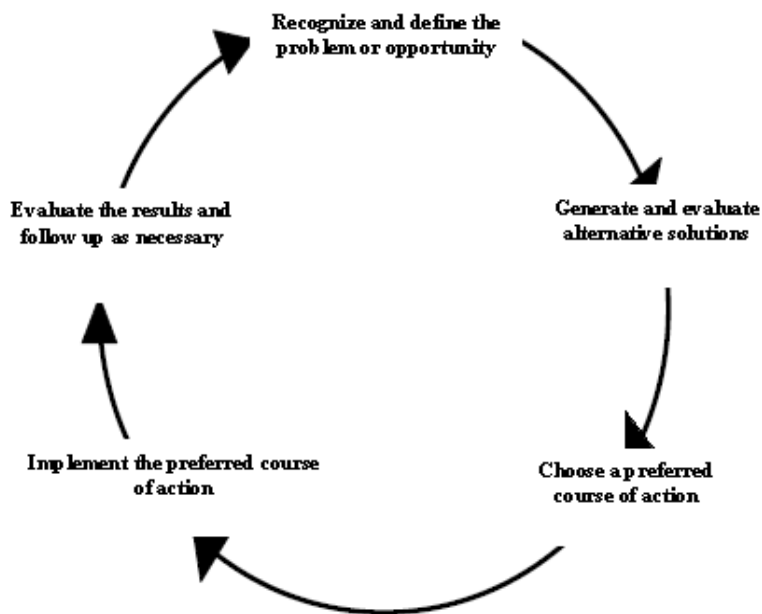 Recognize and define the
problem or opportunity
Generate and evaluate
alternative solutions
Choose a preferred
course of action
Implement the preferred course
of action
Evaluate the results and
follow up as necessary